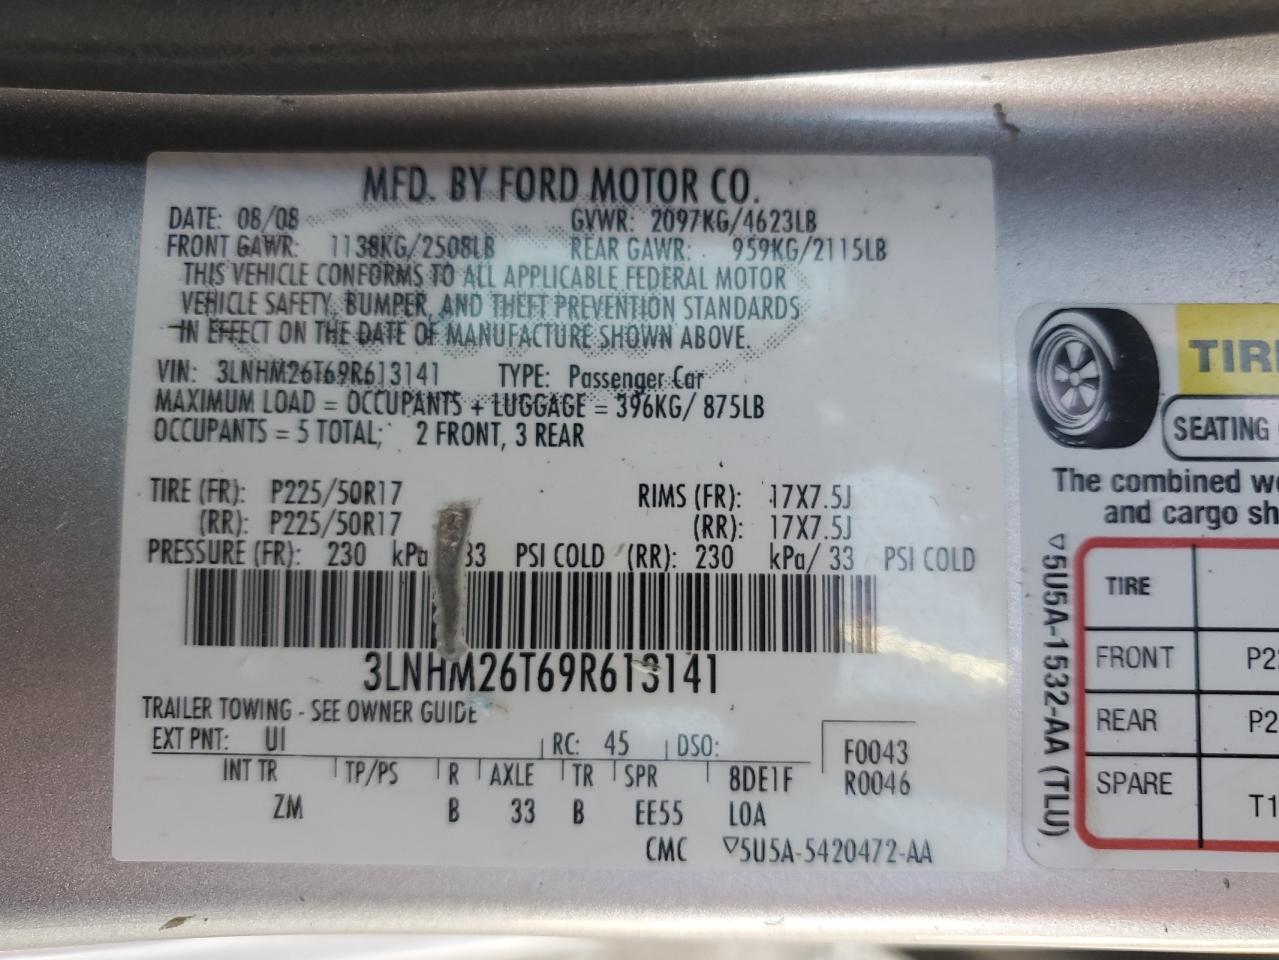 MFD. BY FORD MOTOR CO.
DATE: 08/08 GVWR: 2097KG/4623LB
FRONT GAWR: 1138KG/2508LB REAR GAWR: 959KG/2115LB
THIS VEHICLE CONFORMS TO ALL APPLICABLE FEDERAL MOTOR
VEHICLE SAFETY, BUMPER, AND THEFT PREVENTION STANDARDS
IN EFFECT ON THE DATE OF MANUFACTURE SHOWN ABOVE.
VIN: 3LNHM26T69R613141 TYPE: Passenger Car
MAXIMUM LOAD = OCCUPANTS + LUGGAGE = 396KG/ 875LB
OCCUPANTS = 5 TOTAL; 2 FRONT, 3 REAR
TIRE (FR): P225/50R17 RIMS (FR): 17X7.5J
(RR): P225/50R17 (RR): 17X7.5J
PRESSURE (FR): 230 kPa 33 PSI COLD (RR): 230 kPa/ 33 PSI COLD
3LNHM26T69R613141
TRAILER TOWING - SEE OWNER GUIDE
EXT PNT: UI RC: 45 DSO: F0043
INT TR TP/PS R AXLE TR SPR 8DE1F R0046
ZM B 33 B EE55 LOA
CMC ▽5U5A-5420472-AA
TIRE
SEATING
The combined we
and cargo sh
▽5U5A-1532-AA (TLU)
TIRE
FRONT P22
REAR P2
SPARE T1